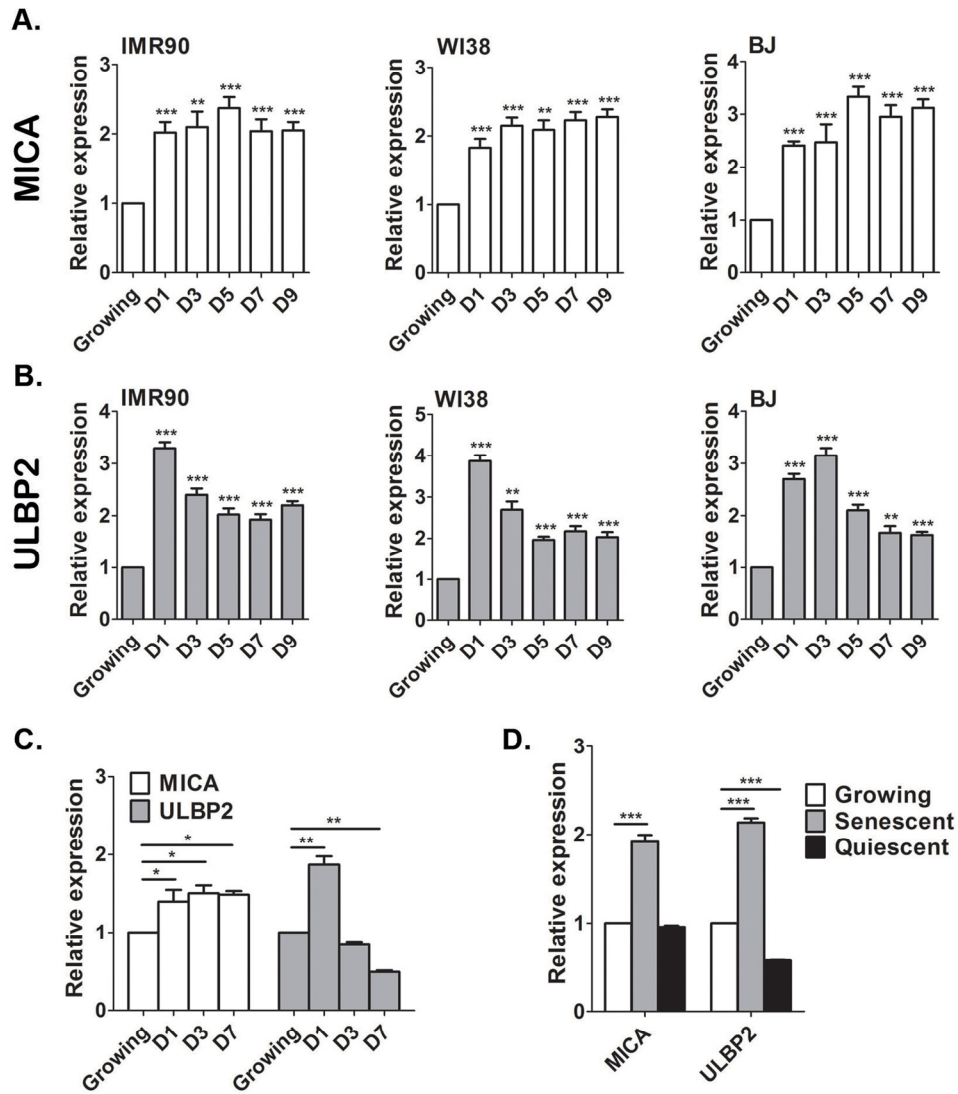 A.
MICA
IMR90
Relative expression
3
2
1
0
*** ** *** *** ***
Growing D1 D3 D5 D7 D9
WI38
Relative expression
3
2
1
0
*** *** ** *** ***
Growing D1 D3 D5 D7 D9
BJ
Relative expression
4
3
2
1
0
*** *** *** *** ***
Growing D1 D3 D5 D7 D9
B.
ULBP2
IMR90
Relative expression
4
3
2
1
0
*** *** *** *** ***
Growing D1 D3 D5 D7 D9
WI38
Relative expression
5
4
3
2
1
0
*** ** *** *** ***
Growing D1 D3 D5 D7 D9
BJ
Relative expression
4
3
2
1
0
*** *** *** ** ***
Growing D1 D3 D5 D7 D9
C.
MICA
ULBP2
Relative expression
3
2
1
0
*
*
*
**
**
Growing D1 D3 D7 Growing D1 D3 D7
D.
Relative expression
3
2
1
0
***
***
***
Growing
Senescent
Quiescent
MICA ULBP2